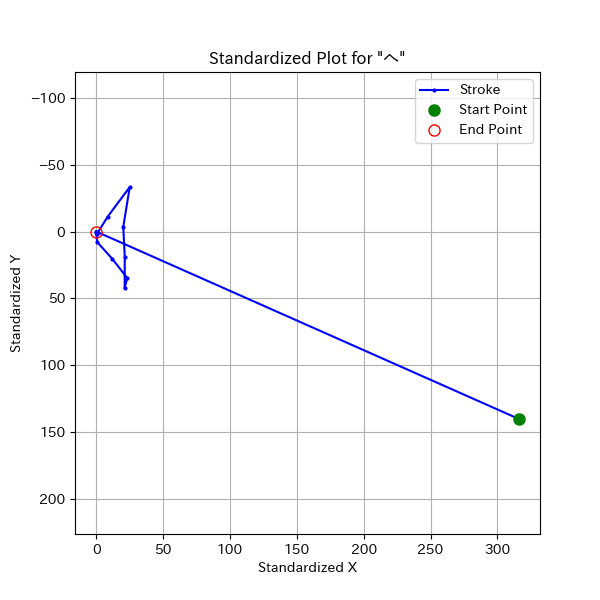 Standardized Plot for "へ"
Stroke
Start Point
End Point
−100
−50
0
50
100
150
200
Standardized Y
0
50
100
150
200
250
300
Standardized X